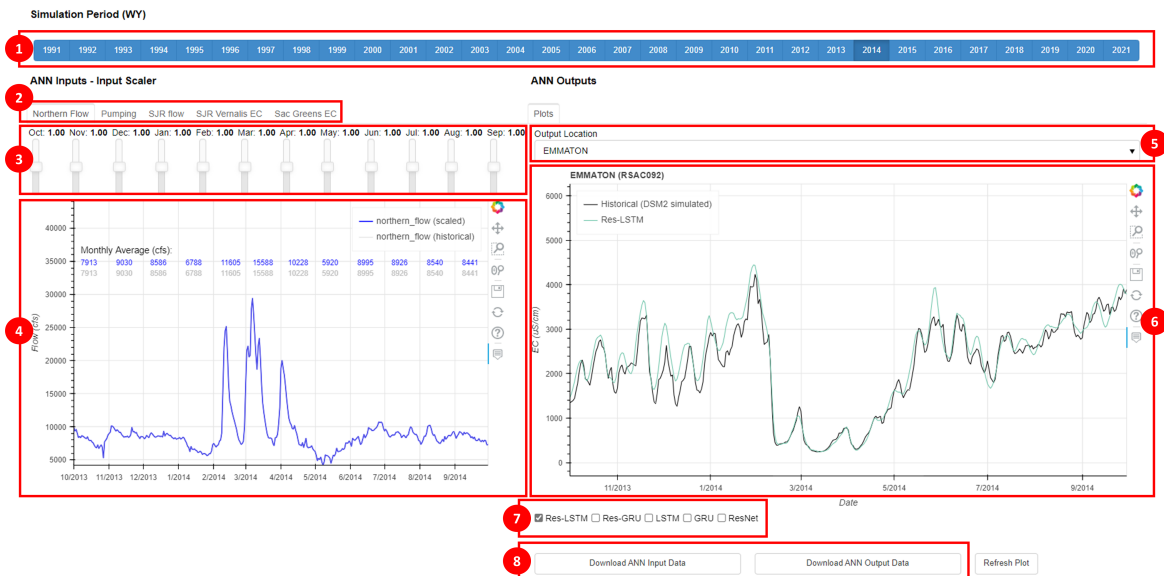 Simulation Period (WY)
1
1991 1992 1993 1994 1995 1996 1997 1998 1999 2000 2001 2002 2003 2004 2005 2006 2007 2008 2009 2010 2011 2012 2013 2014 2015 2016 2017 2018 2019 2020 2021
ANN Inputs - Input Scaler
2
Northern Flow Pumping SJR flow SJR Vernalis EC Sac Greens EC
Oct: 1.00 Nov: 1.00 Dec: 1.00 Jan: 1.00 Feb: 1.00 Mar: 1.00 Apr: 1.00 May: 1.00 Jun: 1.00 Jul: 1.00 Aug: 1.00 Sep: 1.00
3
4
northern_flow (scaled)
northern_flow (historical)
Monthly Average (cfs):
7913 9030 8586 6788 11605 15588 10228 5920 8995 8926 8540 8441
7913 9030 8586 6788 11605 15588 10228 5920 8995 8926 8540 8441
40000
35000
30000
25000
20000
15000
10000
5000
Flow (cfs)
10/2013 11/2013 12/2013 1/2014 2/2014 3/2014 4/2014 5/2014 6/2014 7/2014 8/2014 9/2014
ANN Outputs
Plots
Output Location
EMMATON
5
EMMATON (RSAC092)
Historical (DSM2 simulated)
Res-LSTM
6000
5000
4000
3000
2000
1000
0
EC (uS/cm)
6
11/2013 1/2014 3/2014 5/2014 7/2014 9/2014
Date
7
Res-LSTM Res-GRU LSTM GRU ResNet
8
Download ANN Input Data Download ANN Output Data Refresh Plot